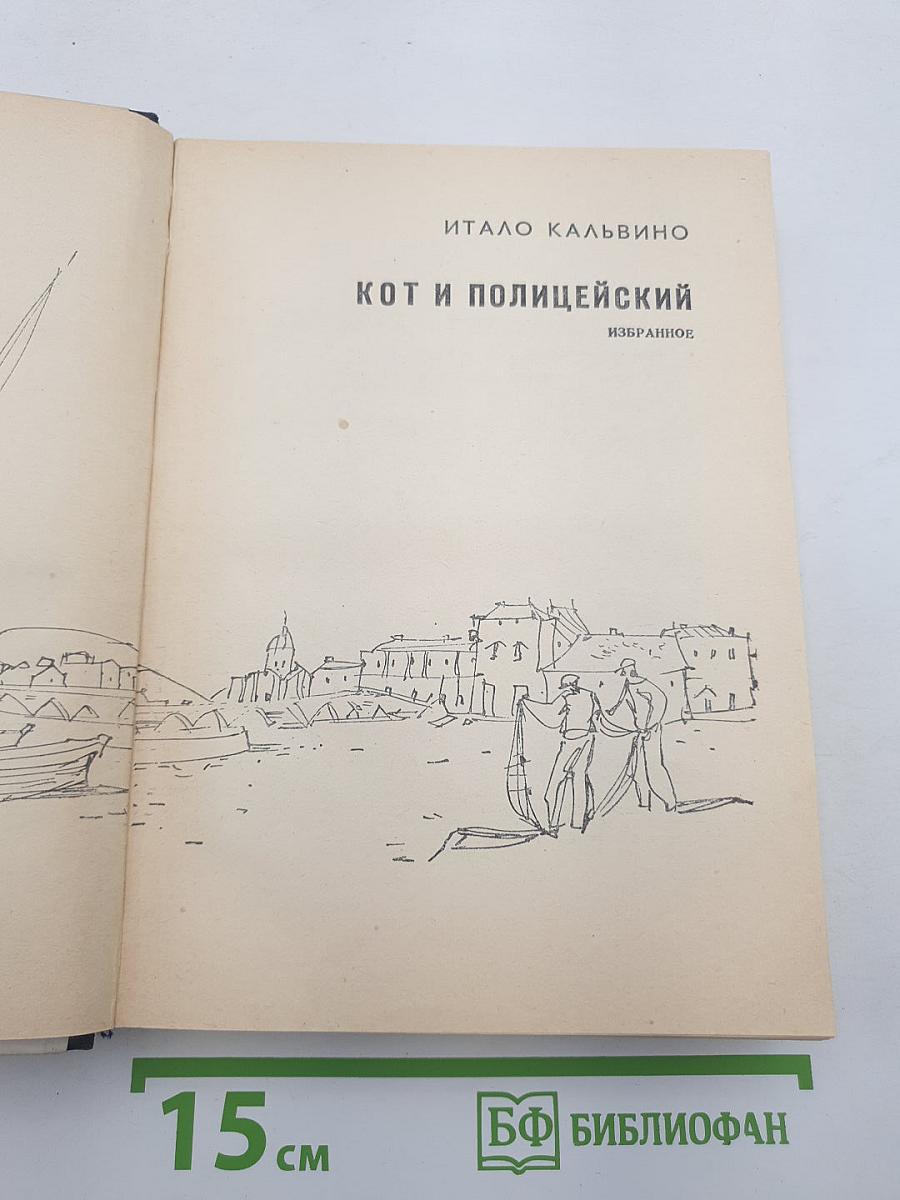 ИТАЛО КАЛЬВИНО
КОТ И ПОЛИЦЕЙСКИЙ
ИЗБРАННОЕ
15 см
БФ БИБЛИОФАН